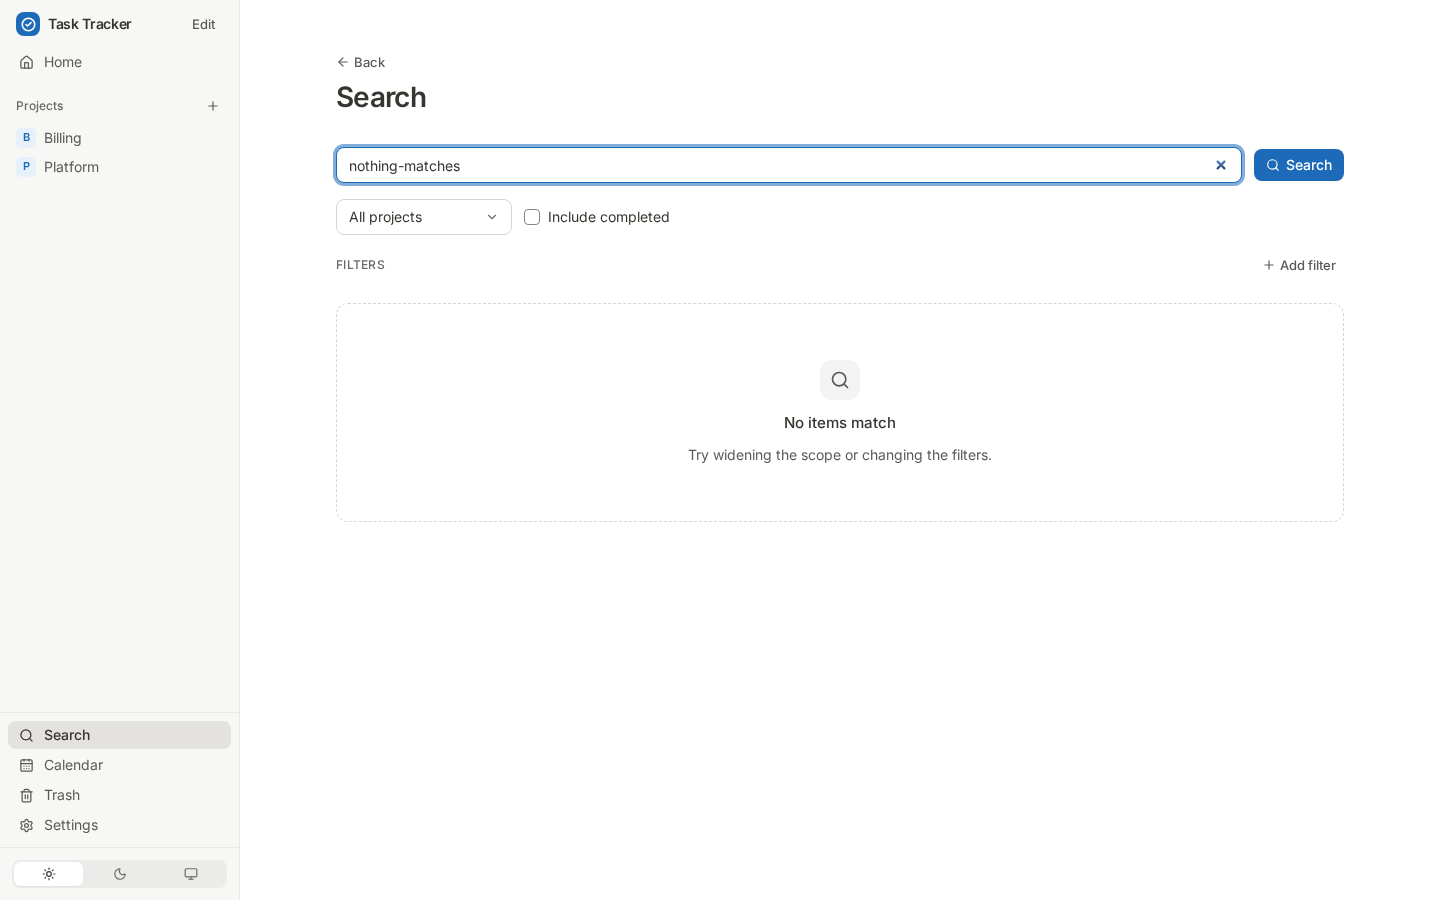 Task Tracker
Edit
Home
Projects
B Billing
P Platform
Search
Calendar
Trash
Settings
Back
Search
nothing-matches
Search
All projects
Include completed
FILTERS
Add filter
No items match
Try widening the scope or changing the filters.